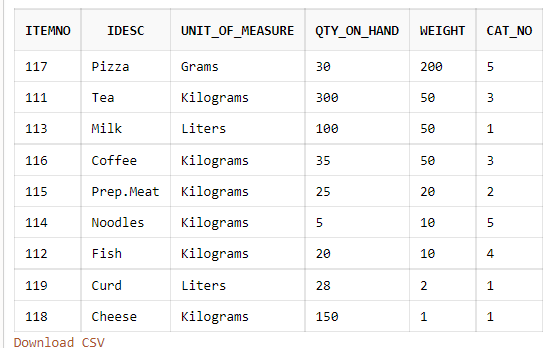 ITEMNO IDESC UNIT_OF_MEASURE QTY_ON_HAND WEIGHT CAT_NO
117 Pizza Grams 30 200 5
111 Tea Kilograms 300 50 3
113 Milk Liters 100 50 1
116 Coffee Kilograms 35 50 3
115 Prep.Meat Kilograms 25 20 2
114 Noodles Kilograms 5 10 5
112 Fish Kilograms 20 10 4
119 Curd Liters 28 2 1
118 Cheese Kilograms 150 1 1
Download CSV